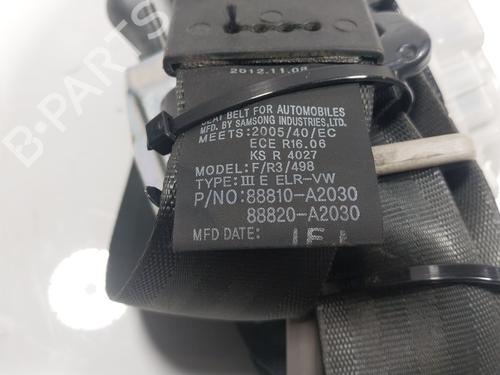 2012.11.08
SEAT BELT FOR AUTOMOBILES
MFD. BY SAMSONG INDUSTRIES,LTD.
MEETS:2005/40/EC
ECE R16.06
KS R 4027
MODEL:F/R3/498
TYPE:III E ELR-VW
P/NO:88810-A2030
88820-A2030
MFD DATE:
B-PARTS